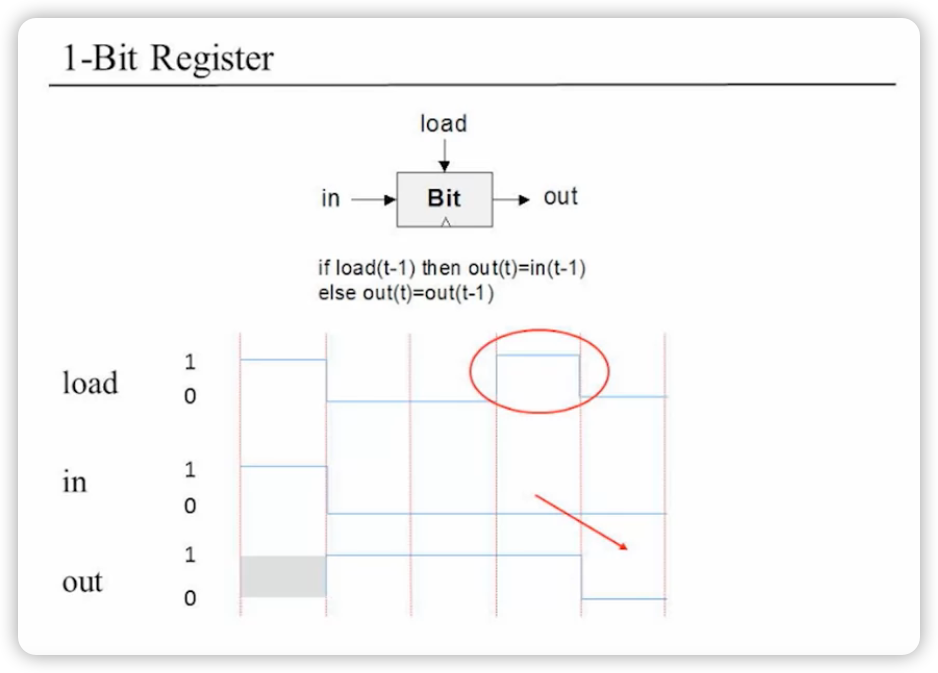 1-Bit Register
load
in
Bit
out
if load(t-1) then out(t)=in(t-1)
else out(t)=out(t-1)
load
1
0
in
1
0
out
1
0